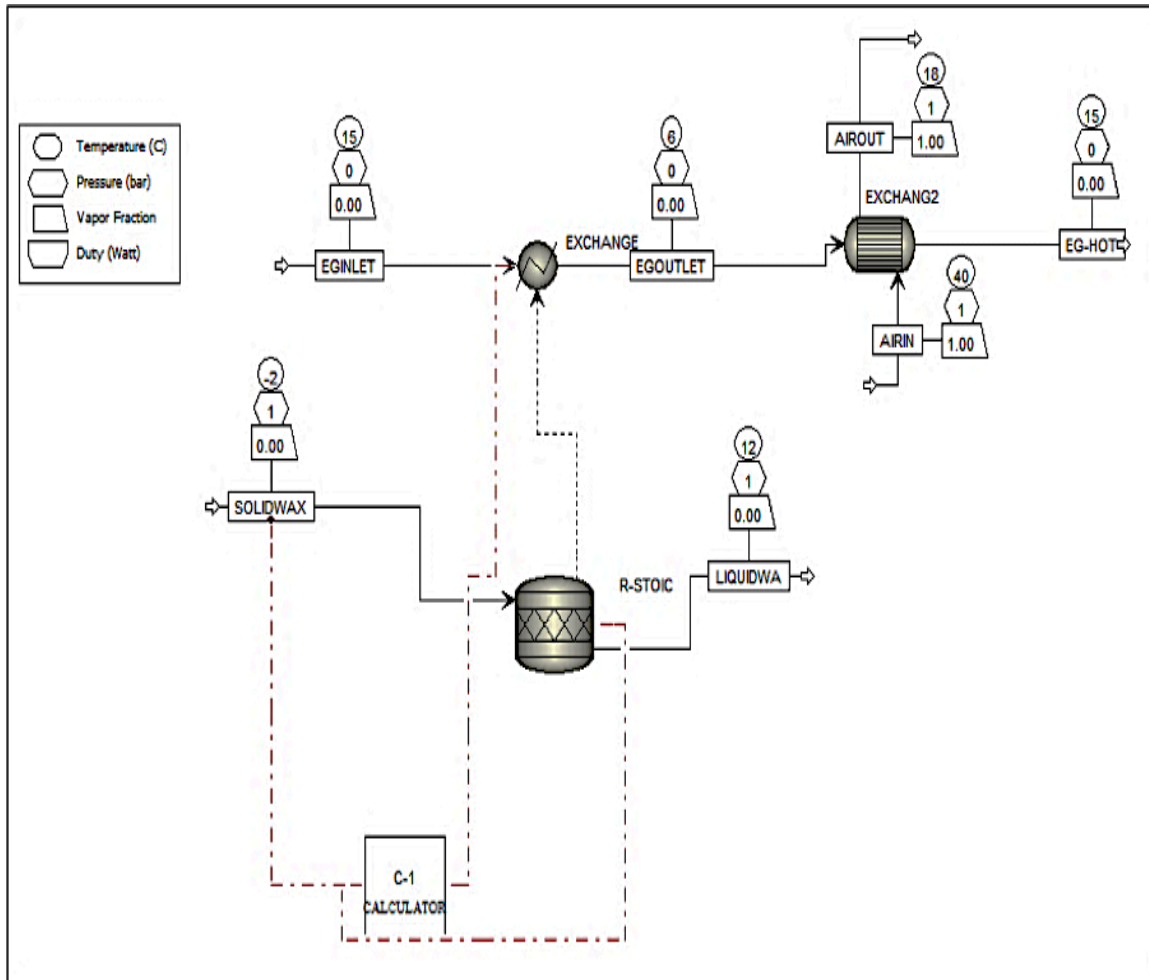 Temperature (C)
Pressure (bar)
Vapor Fraction
Duty (Watt)
15
0
0.00
EGINLET
6
0
0.00
EXCHANGE
EGOUTLET
18
1
1.00
AIROUT
EXCHANG2
15
0
0.00
EG-HOT
40
1
1.00
AIRIN
-2
1
0.00
SOLIDWAX
12
1
0.00
LIQUIDWA
R-STOIC
C-1
CALCULATOR